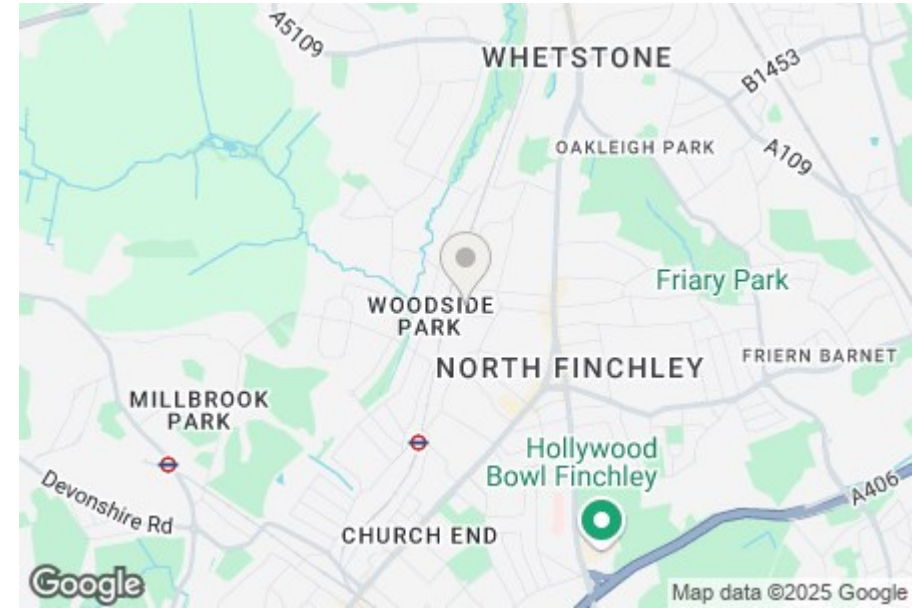 A5109
WHETSTONE
B1453
OAKLEIGH PARK
A109
Friary Park
WOODSIDE
PARK
NORTH FINCHLEY
FRIERN BARNET
MILLBROOK
PARK
Hollywood
Bowl Finchley
Devonshire Rd
A406
CHURCH END
Google
Map data ©2025 Google